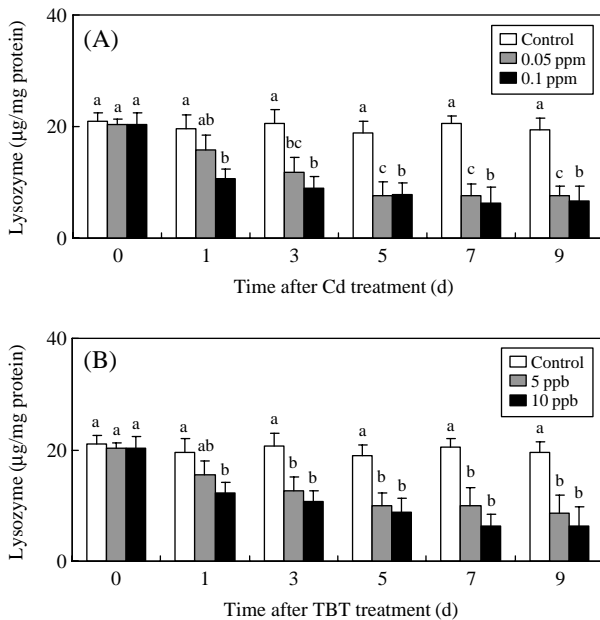 40
(A)
Control
0.05 ppm
0.1 ppm
Lysozyme (μg/mg protein)
20
0
a a a
a ab b
a bc b
a c b
a c b
a c b
0 1 3 5 7 9
Time after Cd treatment (d)
40
(B)
Control
5 ppb
10 ppb
Lysozyme (μg/mg protein)
20
0
a a a
a ab b
a b b
a b b
a b b
a b b
0 1 3 5 7 9
Time after TBT treatment (d)